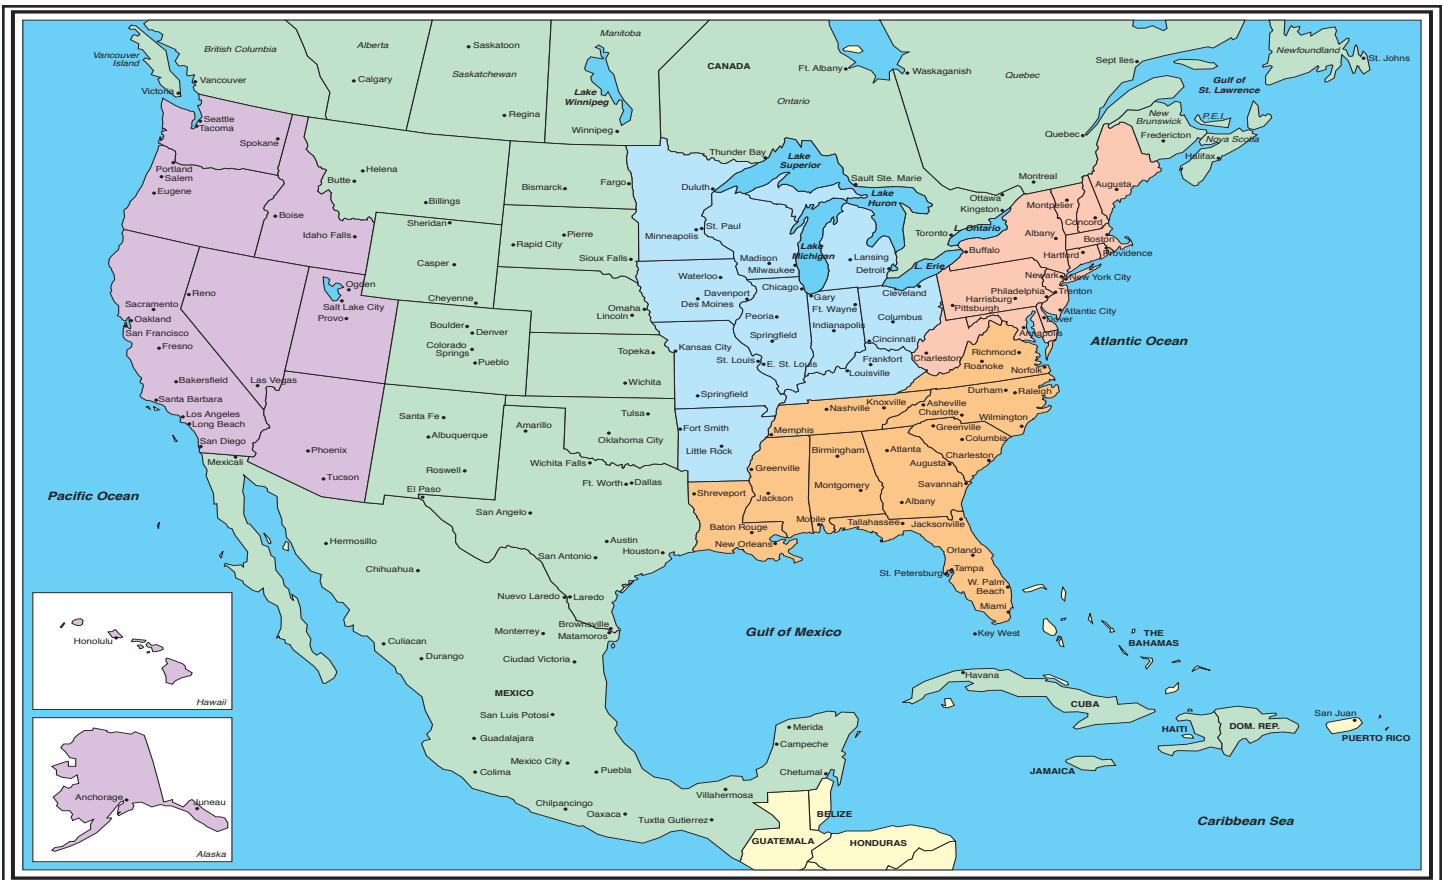 British Columbia
Alberta
Manitoba
Saskatoon
Saskatchewan
Vancouver
Island
Vancouver
Calgary
Victoria
Regina
Lake
Winnipeg
Winnipeg
CANADA
Ft. Albany
Waskaganish
Ontario
Quebec
Sept Iles
Newfoundland
St. Johns
Gulf of
St. Lawrence
New
Brunswick
P.E.I.
Fredericton
Nova Scotia
Halifax
Quebec
Montreal
Ottawa
Kingston
Toronto
Thunder Bay
Sault Ste. Marie
Lake
Superior
Lake
Huron
Lake
Michigan
L. Ontario
L. Erie
Seattle
Tacoma
Spokane
Portland
Salem
Eugene
Boise
Idaho Falls
Helena
Butte
Billings
Sheridan
Casper
Cheyenne
Bismarck
Fargo
Pierre
Rapid City
Sioux Falls
Omaha
Lincoln
Topeka
Wichita
Tulsa
Oklahoma City
Reno
Ogden
Salt Lake City
Provo
Sacramento
Oakland
San Francisco
Fresno
Bakersfield
Las Vegas
Santa Barbara
Los Angeles
Long Beach
San Diego
Mexicali
Phoenix
Tucson
Boulder
Denver
Colorado
Springs
Pueblo
Santa Fe
Albuquerque
Roswell
El Paso
Amarillo
Wichita Falls
Ft. Worth
Dallas
San Angelo
Austin
Houston
San Antonio
Laredo
Brownsville
Duluth
St. Paul
Minneapolis
Madison
Milwaukee
Lansing
Detroit
Waterloo
Davenport
Des Moines
Chicago
Gary
Ft. Wayne
Cleveland
Peoria
Indianapolis
Columbus
Springfield
Cincinnati
Kansas City
St. Louis
E. St. Louis
Frankfort
Louisville
Springfield
Fort Smith
Little Rock
Augusta
Montpelier
Concord
Albany
Boston
Hartford
Providence
Buffalo
Newark
New York City
Philadelphia
Trenton
Harrisburg
Pittsburgh
Atlantic City
Dover
Annapolis
Charleston
Richmond
Roanoke
Norfolk
Durham
Raleigh
Knoxville
Nashville
Asheville
Charlotte
Wilmington
Memphis
Greenville
Columbia
Charleston
Birmingham
Atlanta
Augusta
Greenville
Montgomery
Savannah
Jackson
Albany
Shreveport
Mobile
Tallahassee
Jacksonville
Baton Rouge
New Orleans
Orlando
Tampa
St. Petersburg
W. Palm
Beach
Miami
Key West
Pacific Ocean
Atlantic Ocean
Gulf of Mexico
Caribbean Sea
Hermosillo
Chihuahua
Nuevo Laredo
Monterrey
Matamoros
Culiacan
Durango
Ciudad Victoria
MEXICO
San Luis Potosi
Guadalajara
Mexico City
Colima
Puebla
Chilpancingo
Oaxaca
Tuxtla Gutierrez
Villahermosa
Merida
Campeche
Chetumal
BELIZE
GUATEMALA
HONDURAS
Havana
CUBA
THE
BAHAMAS
HAITI
DOM. REP.
JAMAICA
San Juan
PUERTO RICO
Honolulu
Hawaii
Anchorage
Juneau
Alaska